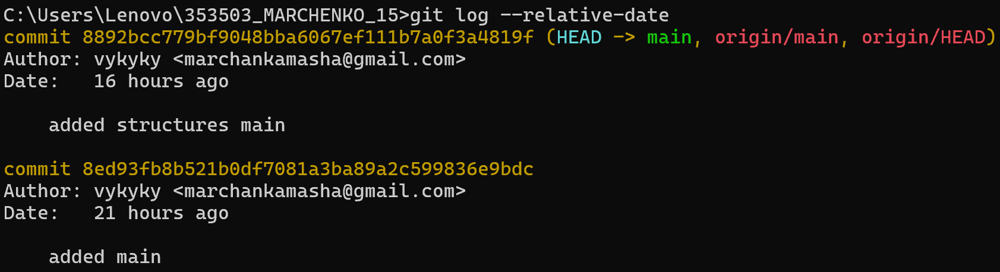 C:\Users\Lenovo\353503_MARCHENKO_15>git log --relative-date
commit 8892bcc779bf9048bba6067ef111b7a0f3a4819f (HEAD -> main, origin/main, origin/HEAD)
Author: vykyky <marchankamasha@gmail.com>
Date:   16 hours ago
added structures main
commit 8ed93fb8b521b0df7081a3ba89a2c599836e9bdc
Author: vykyky <marchankamasha@gmail.com>
Date:   21 hours ago
added main